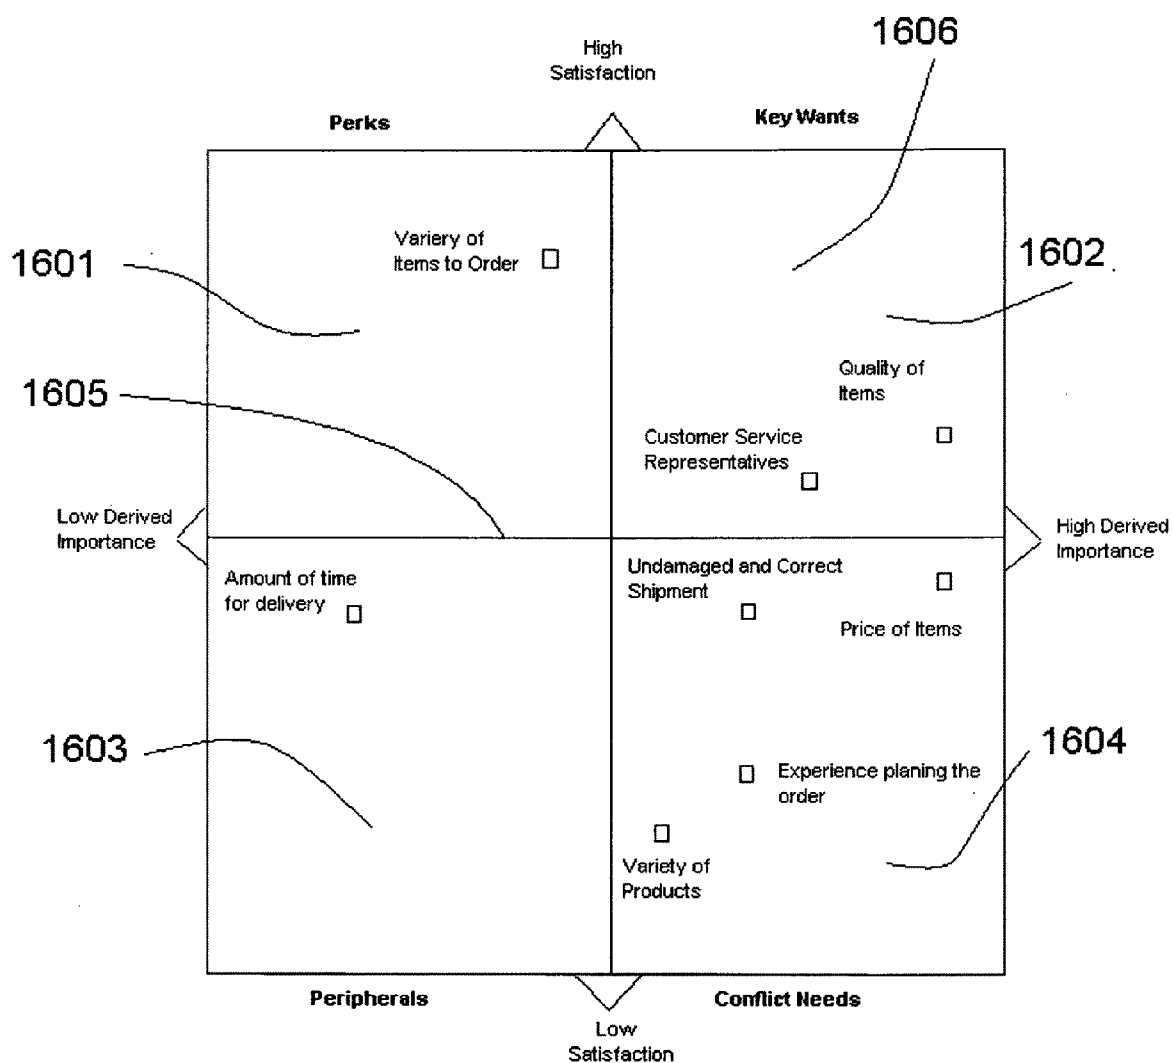 1606
High
Satisfaction
Perks
Key Wants
Variery of
Items to Order
1601
1602
Quality of
Items
1605
Customer Service
Representatives
Low Derived
Importance
High Derived
Importance
Amount of time
for delivery
Undamaged and Correct
Shipment
Price of Items
1603
1604
Experience planing the
order
Variety of
Products
Peripherals
Conflict Needs
Low
Satisfaction